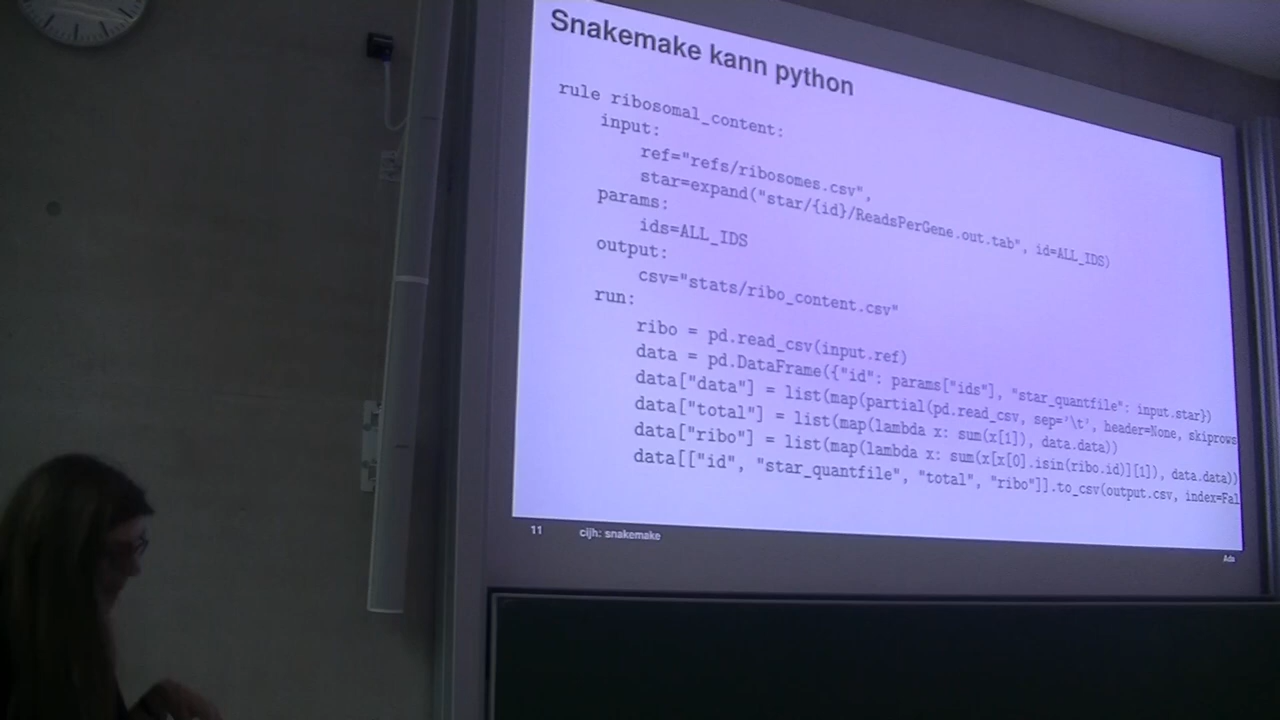 Snakemake kann python
rule ribosomal_content:
input:
ref="refs/ribosomes.csv",
star=expand("star/{id}/ReadsPerGene.out.tab", id=ALL_IDS)
params:
ids=ALL_IDS
output:
csv="stats/ribo_content.csv"
run:
ribo = pd.read_csv(input.ref)
data = pd.DataFrame({"id": params["ids"], "star_quantfile": input.star})
data["data"] = list(map(partial(pd.read_csv, sep='\t', header=None, skiprows
data["total"] = list(map(lambda x: sum(x[1]), data.data))
data["ribo"] = list(map(lambda x: sum(x[x[0].isin(ribo.id)][1]), data.data))
data[["id", "star_quantfile", "total", "ribo"]].to_csv(output.csv, index=Fal
11 cijh: snakemake
Ada